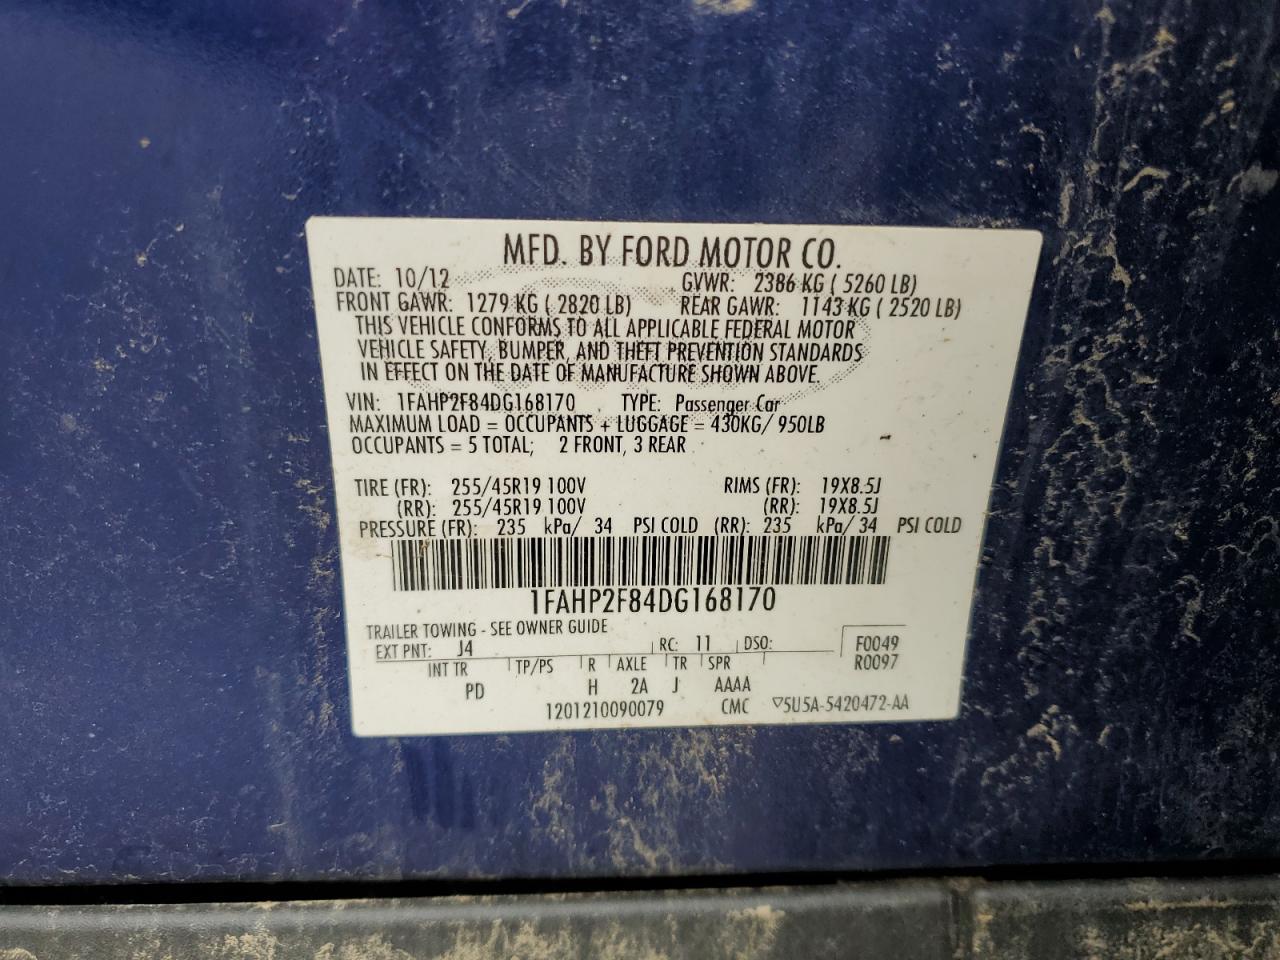 MFD. BY FORD MOTOR CO.
DATE: 10/12 GVWR: 2386 KG ( 5260 LB)
FRONT GAWR: 1279 KG ( 2820 LB) REAR GAWR: 1143 KG ( 2520 LB)
THIS VEHICLE CONFORMS TO ALL APPLICABLE FEDERAL MOTOR
VEHICLE SAFETY, BUMPER, AND THEFT PREVENTION STANDARDS
IN EFFECT ON THE DATE OF MANUFACTURE SHOWN ABOVE.
VIN: 1FAHP2F84DG168170 TYPE: Passenger Car
MAXIMUM LOAD = OCCUPANTS + LUGGAGE = 430KG/ 950LB
OCCUPANTS = 5 TOTAL; 2 FRONT, 3 REAR
TIRE (FR): 255/45R19 100V RIMS (FR): 19X8.5J
(RR): 255/45R19 100V (RR): 19X8.5J
PRESSURE (FR): 235 kPa/ 34 PSI COLD (RR): 235 kPa/ 34 PSI COLD
1FAHP2F84DG168170
TRAILER TOWING - SEE OWNER GUIDE
EXT PNT: J4 RC: 11 DSO: F0049
INT TR TP/PS R AXLE TR SPR R0097
PD H 2A J AAAA
1201210090079 CMC ▽5U5A-5420472-AA